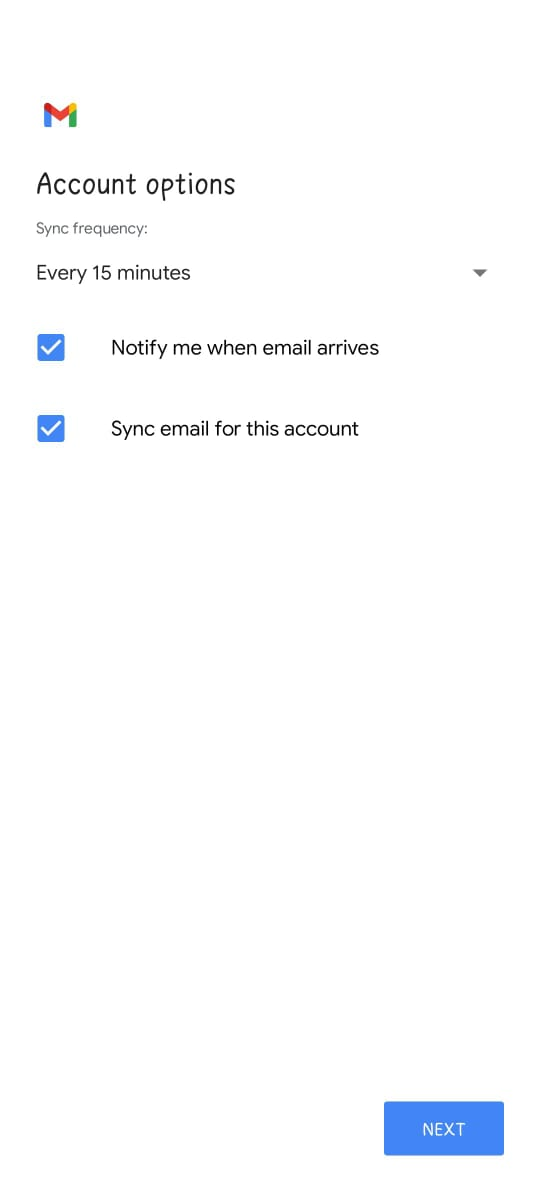 Account options
Sync frequency:
Every 15 minutes
Notify me when email arrives
Sync email for this account
NEXT